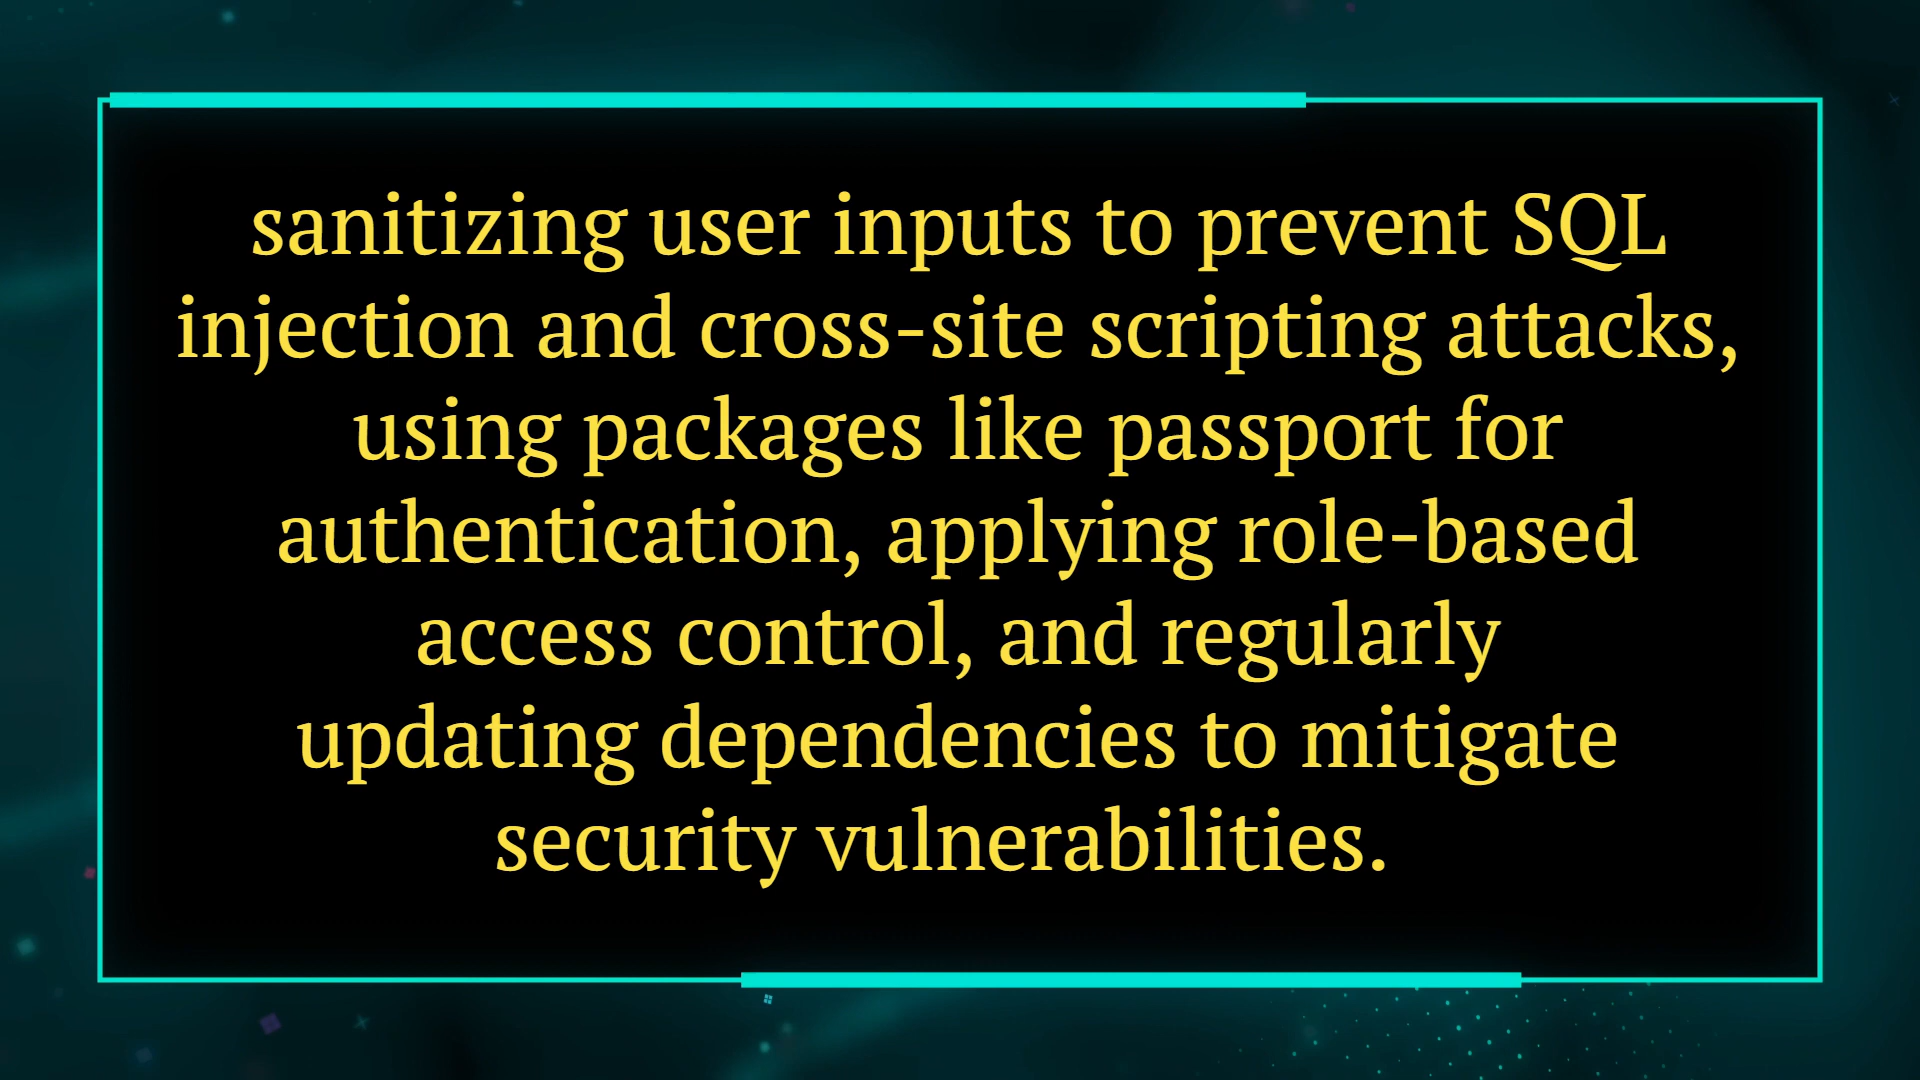 sanitizing user inputs to prevent SQL
injection and cross-site scripting attacks,
using packages like passport for
authentication, applying role-based
access control, and regularly
updating dependencies to mitigate
security vulnerabilities.